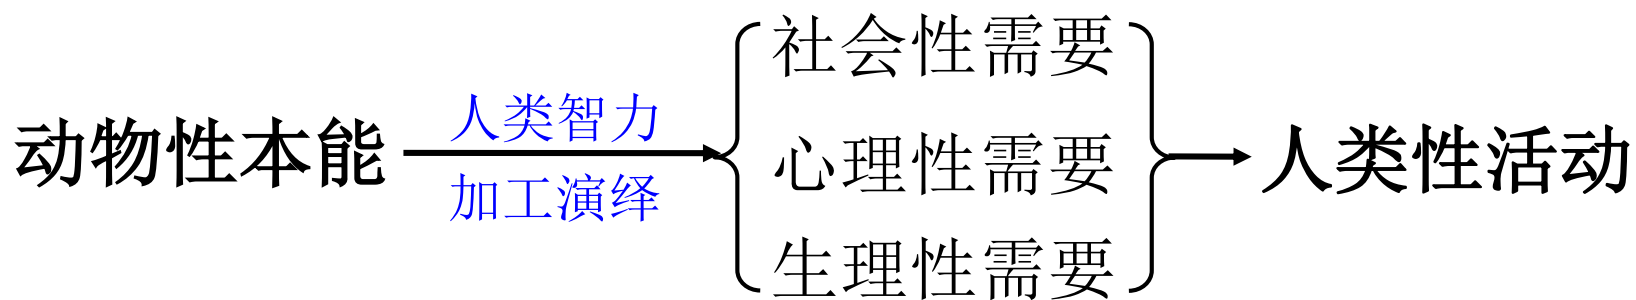 动物性本能
人类智力
加工演绎
社会性需要
心理性需要
生理性需要
人类性活动